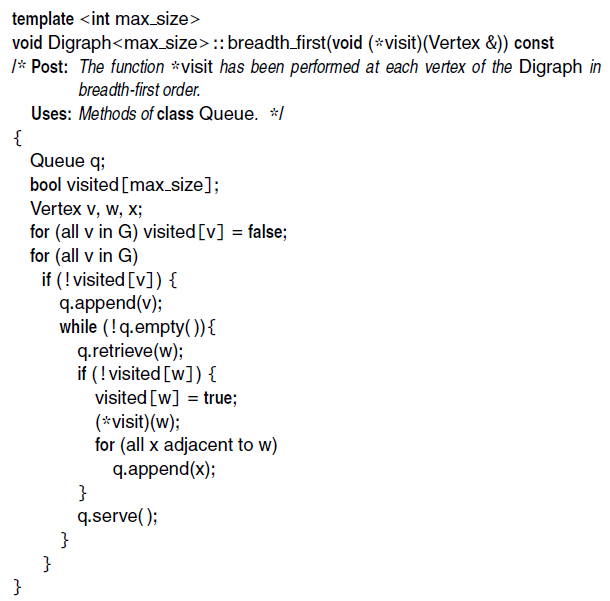 template <int max_size>
void Digraph<max_size> :: breadth_first(void (*visit)(Vertex &)) const
/* Post: The function *visit has been performed at each vertex of the Digraph in
breadth-first order.
Uses: Methods of class Queue. */
{
Queue q;
bool visited[max_size];
Vertex v, w, x;
for (all v in G) visited[v] = false;
for (all v in G)
if (!visited[v]) {
q.append(v);
while (!q.empty()){
q.retrieve(w);
if (!visited[w]) {
visited[w] = true;
(*visit)(w);
for (all x adjacent to w)
q.append(x);
}
q.serve();
}
}
}